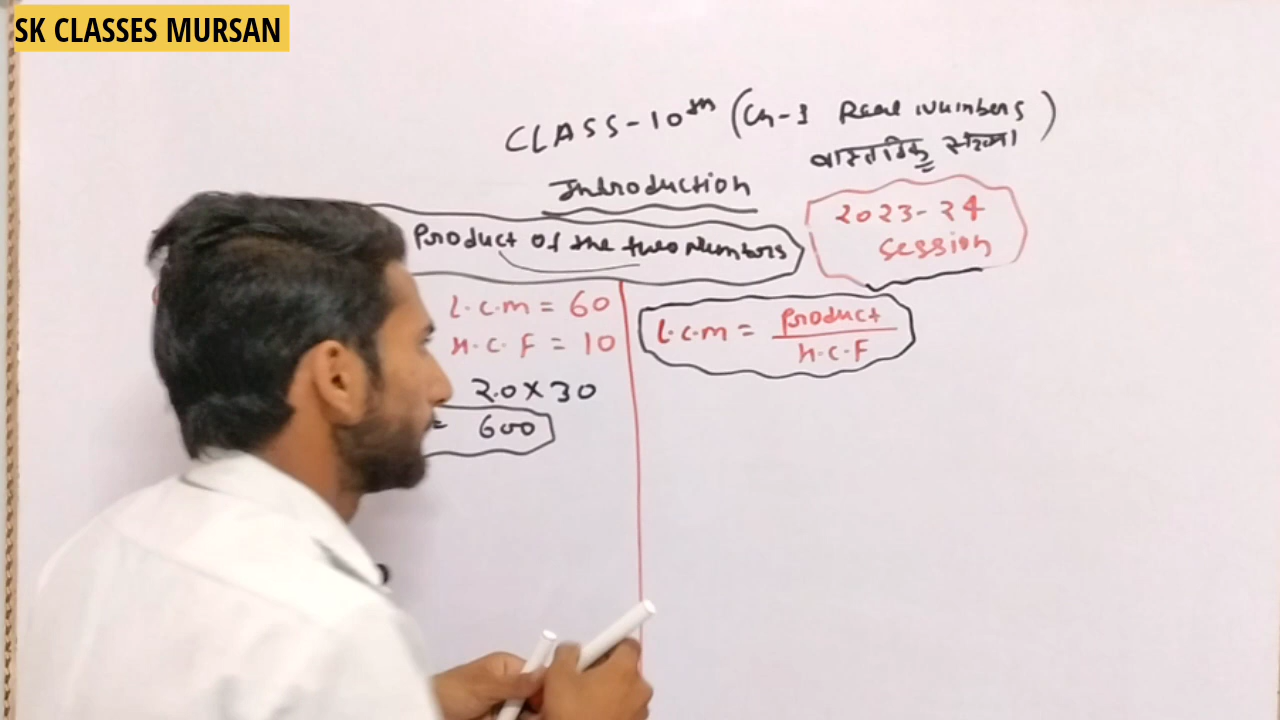 SK CLASSES MURSAN
CLASS-10th (Ch-1 Real Numbers)
वास्तविक संख्या
Introduction
2023-24
session
Product of the two Numbers
L.C.M = 60
H.C.F = 10
20 X 30
= 600
L.C.M = Product
H.C.F